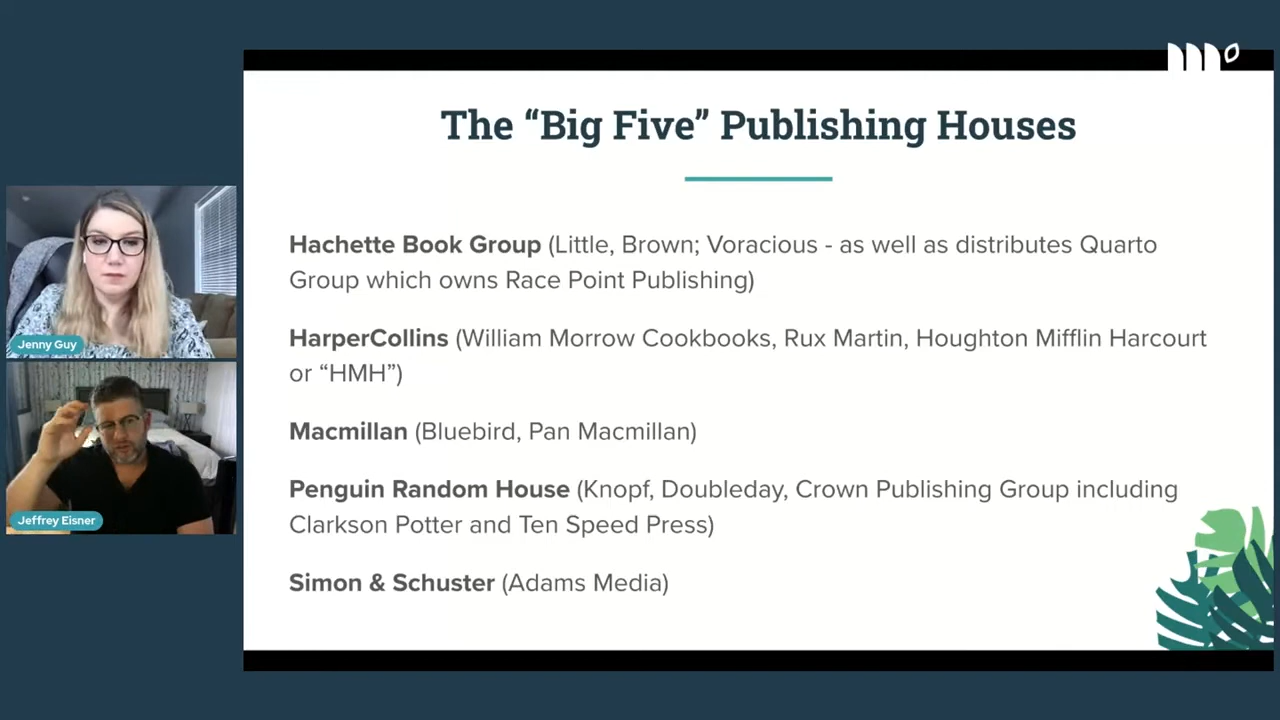 The “Big Five” Publishing Houses
Hachette Book Group (Little, Brown; Voracious - as well as distributes Quarto
Group which owns Race Point Publishing)
HarperCollins (William Morrow Cookbooks, Rux Martin, Houghton Mifflin Harcourt
or “HMH”)
Macmillan (Bluebird, Pan Macmillan)
Penguin Random House (Knopf, Doubleday, Crown Publishing Group including
Clarkson Potter and Ten Speed Press)
Simon & Schuster (Adams Media)
Jenny Guy
Jeffrey Eisner